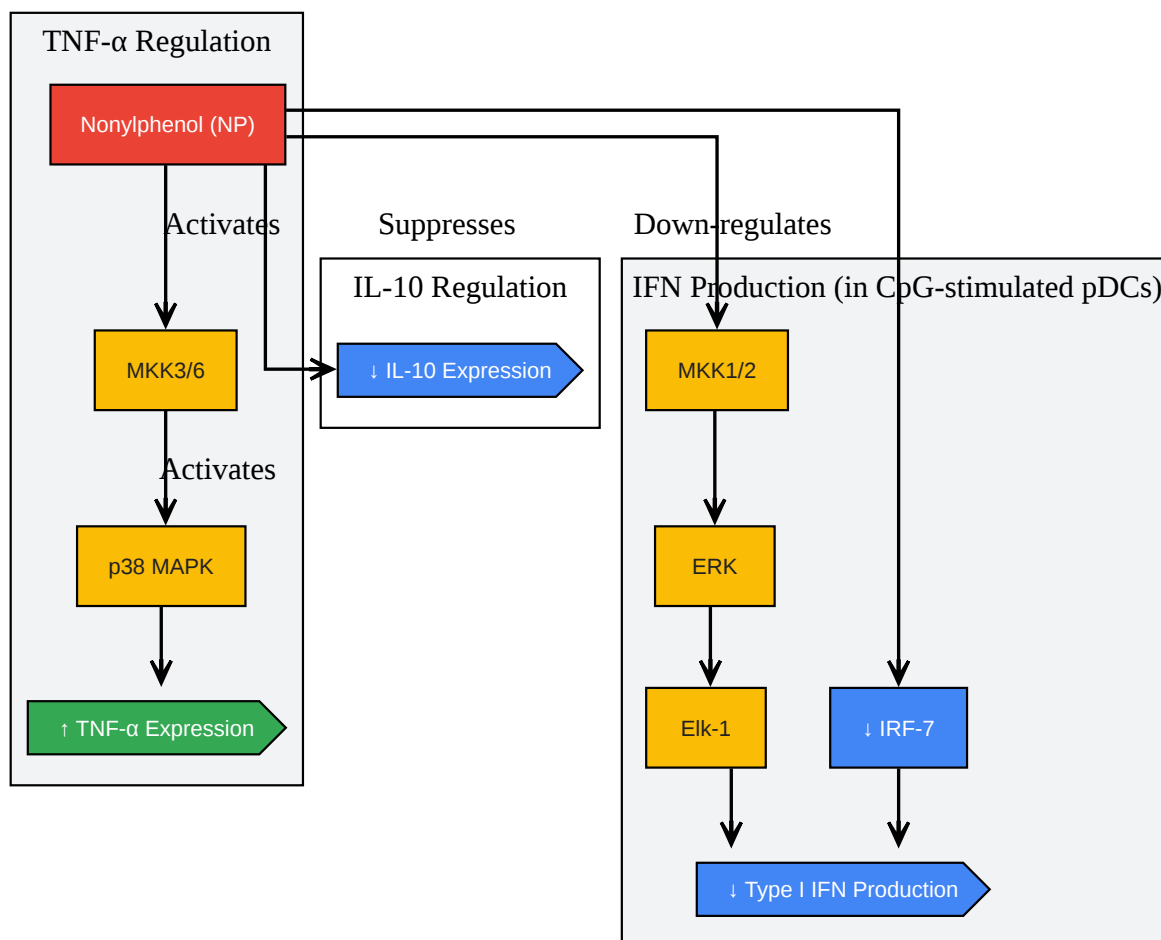 TNF-α Regulation
Nonylphenol (NP)
Activates
Suppresses
Down-regulates
IL-10 Regulation
IFN Production (in CpG-stimulated pDCs)
MKK3/6
↓ IL-10 Expression
MKK1/2
Activates
p38 MAPK
ERK
↑ TNF-α Expression
Elk-1
↓ IRF-7
↓ Type I IFN Production